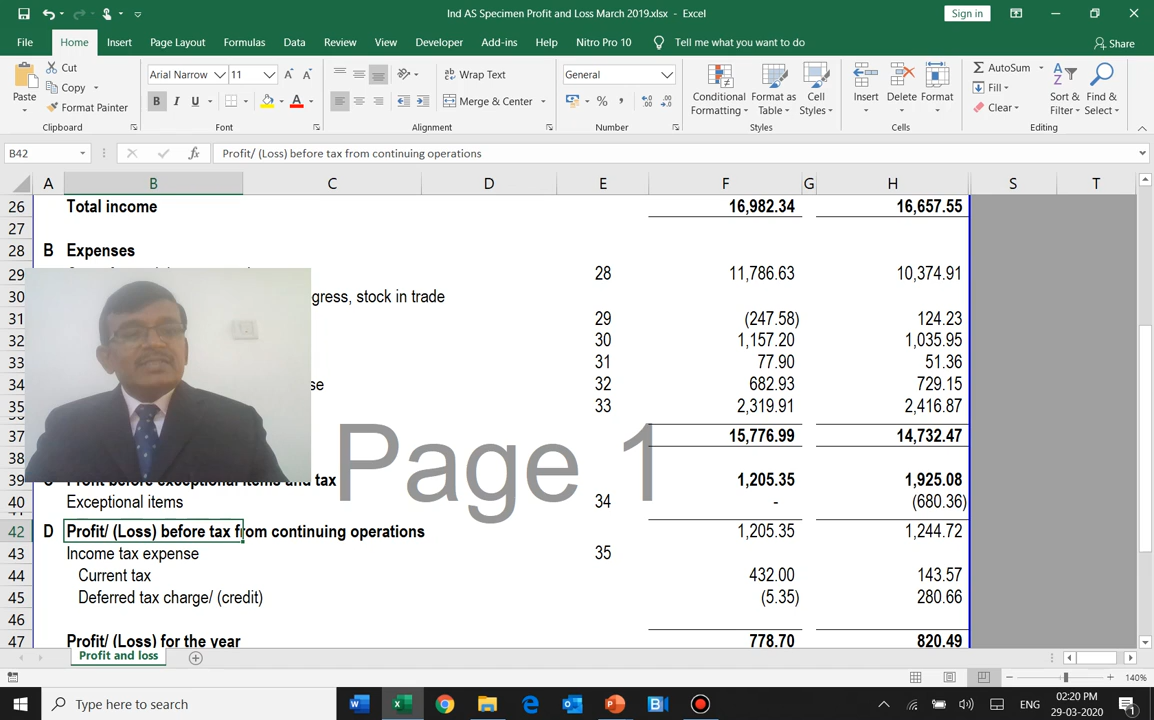 Ind AS Specimen Profit and Loss March 2019.xlsx - Excel
Sign in
File Home Insert Page Layout Formulas Data Review View Developer Add-ins Help Nitro Pro 10 Tell me what you want to do Share
Paste
Cut
Copy
Format Painter
Clipboard
Arial Narrow 11
B I U
Font
Wrap Text
Merge & Center
Alignment
General
Number
Conditional Formatting
Format as Table
Cell Styles
Styles
Insert Delete Format
Cells
AutoSum
Fill
Clear
Sort & Filter
Find & Select
Editing
B42 fx Profit/ (Loss) before tax from continuing operations
A B C D E F G H S T
26 Total income 16,982.34 16,657.55
27
28 B Expenses
29 28 11,786.63 10,374.91
30 gress, stock in trade
31 29 (247.58) 124.23
32 30 1,157.20 1,035.95
33 31 77.90 51.36
34 se 32 682.93 729.15
35 33 2,319.91 2,416.87
37 15,776.99 14,732.47
38
39 C Profit before exceptional items and tax 1,205.35 1,925.08
40 Exceptional items 34 - (680.36)
42 D Profit/ (Loss) before tax from continuing operations 1,205.35 1,244.72
43 Income tax expense 35
44 Current tax 432.00 143.57
45 Deferred tax charge/ (credit) (5.35) 280.66
46
47 Profit/ (Loss) for the year 778.70 820.49
Page 1
Profit and loss
140%
Type here to search
ENG
02:20 PM
29-03-2020
1